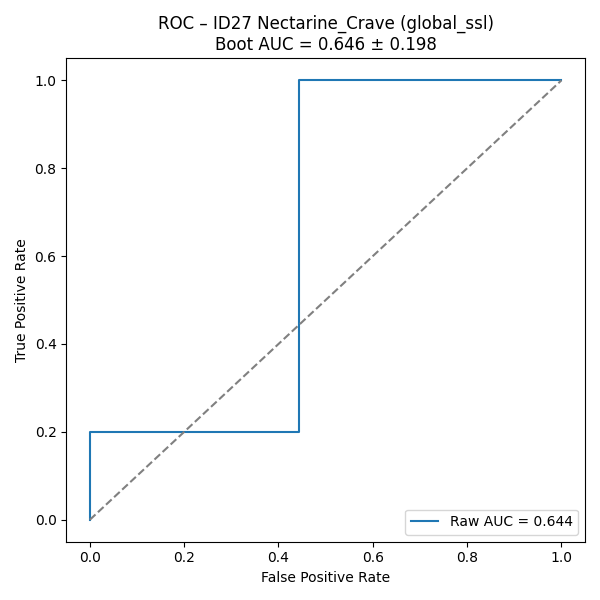 ROC – ID27 Nectarine_Crave (global_ssl)
Boot AUC = 0.646 ± 0.198
True Positive Rate
1.0
0.8
0.6
0.4
0.2
0.0
0.0 0.2 0.4 0.6 0.8 1.0
False Positive Rate
Raw AUC = 0.644